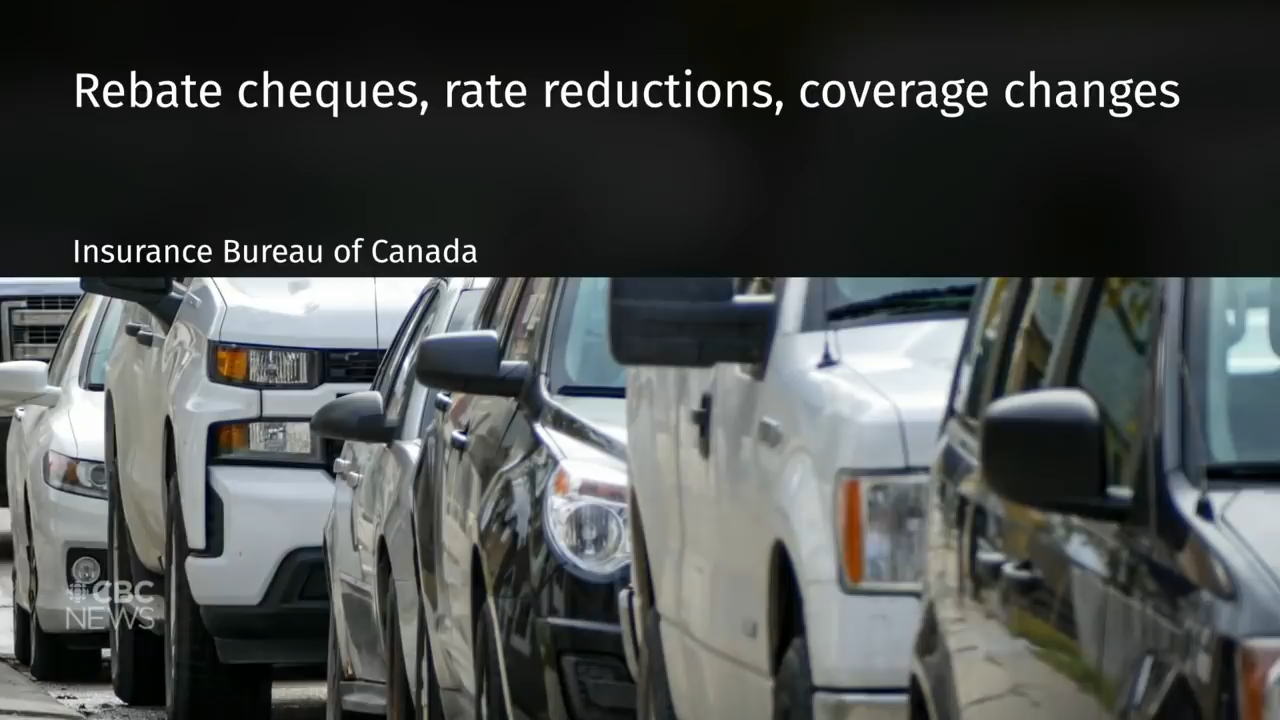 Rebate cheques, rate reductions, coverage changes
Insurance Bureau of Canada
CBC
NEWS